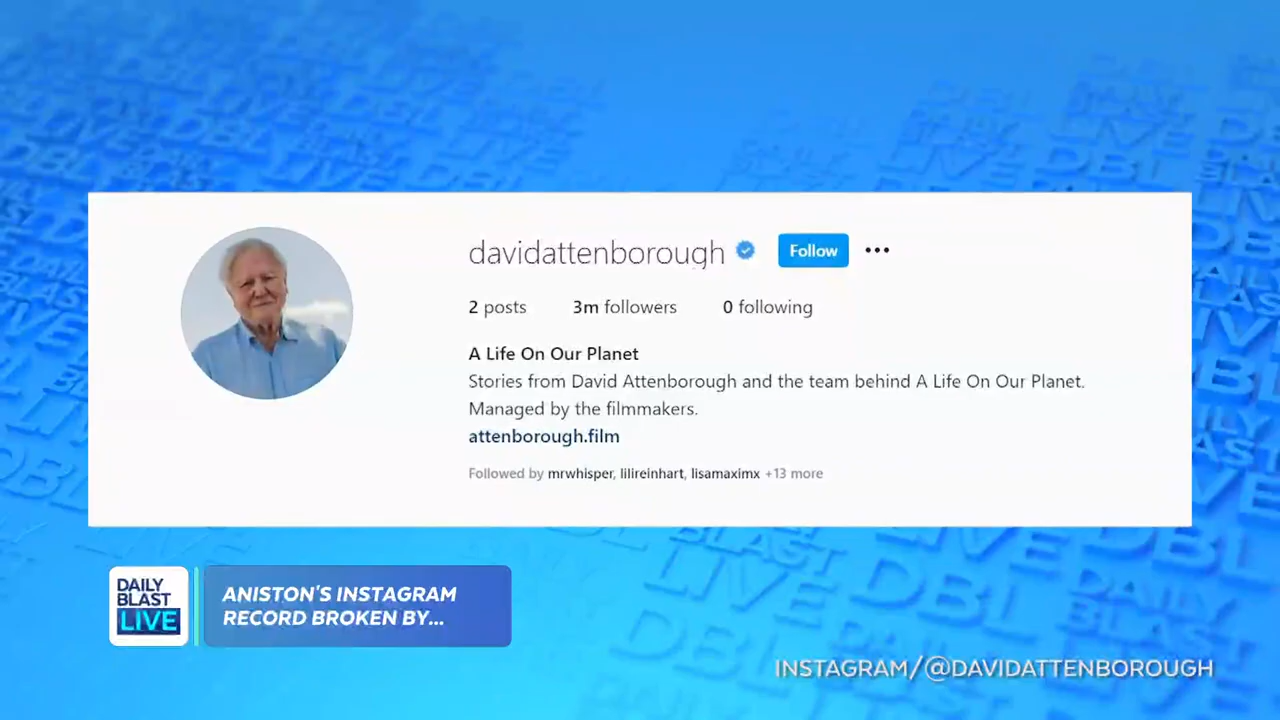 davidattenborough Follow
2 posts 3m followers 0 following
A Life On Our Planet
Stories from David Attenborough and the team behind A Life On Our Planet.
Managed by the filmmakers.
attenborough.film
Followed by mrwhisper, lilireinhart, lisamaximx +13 more
DAILY
BLAST
LIVE
ANISTON'S INSTAGRAM
RECORD BROKEN BY...
INSTAGRAM/@DAVIDATTENBOROUGH